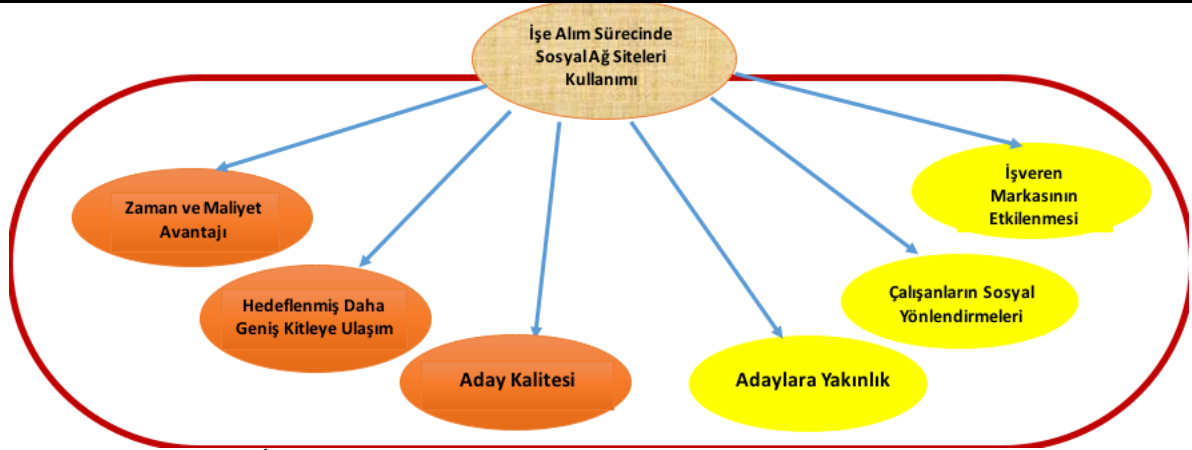 İşe Alım Sürecinde
Sosyal Ağ Siteleri
Kullanımı
Zaman ve Maliyet
Avantajı
Hedeflenmiş Daha
Geniş Kitleye Ulaşım
Aday Kalitesi
Adaylara Yakınlık
Çalışanların Sosyal
Yönlendirmeleri
İşveren
Markasının
Etkilenmesi